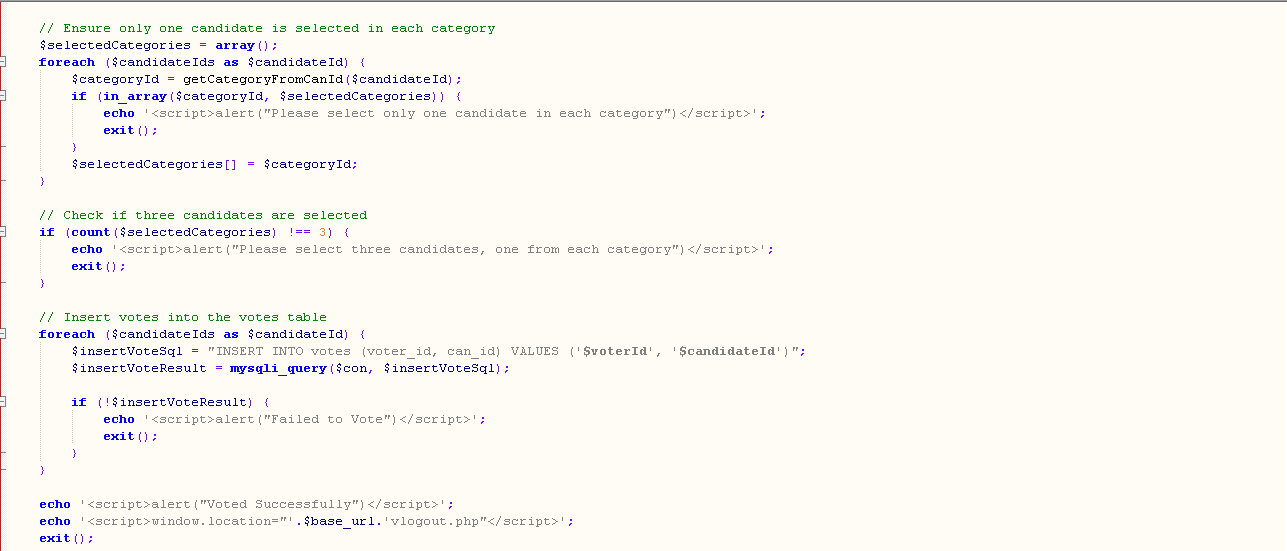 // Ensure only one candidate is selected in each category
$selectedCategories = array();
foreach ($candidateIds as $candidateId) {
$categoryId = getCategoryFromCanId($candidateId);
if (in_array($categoryId, $selectedCategories)) {
echo '<script>alert("Please select only one candidate in each category")</script>';
exit();
}
$selectedCategories[] = $categoryId;
}
// Check if three candidates are selected
if (count($selectedCategories) !== 3) {
echo '<script>alert("Please select three candidates, one from each category")</script>';
exit();
}
// Insert votes into the votes table
foreach ($candidateIds as $candidateId) {
$insertVoteSql = "INSERT INTO votes (voter_id, can_id) VALUES ('$voterId', '$candidateId')";
$insertVoteResult = mysqli_query($con, $insertVoteSql);
if (!$insertVoteResult) {
echo '<script>alert("Failed to Vote")</script>';
exit();
}
}
echo '<script>alert("Voted Successfully")</script>';
echo '<script>window.location="'.$base_url.'vlogout.php"</script>';
exit();